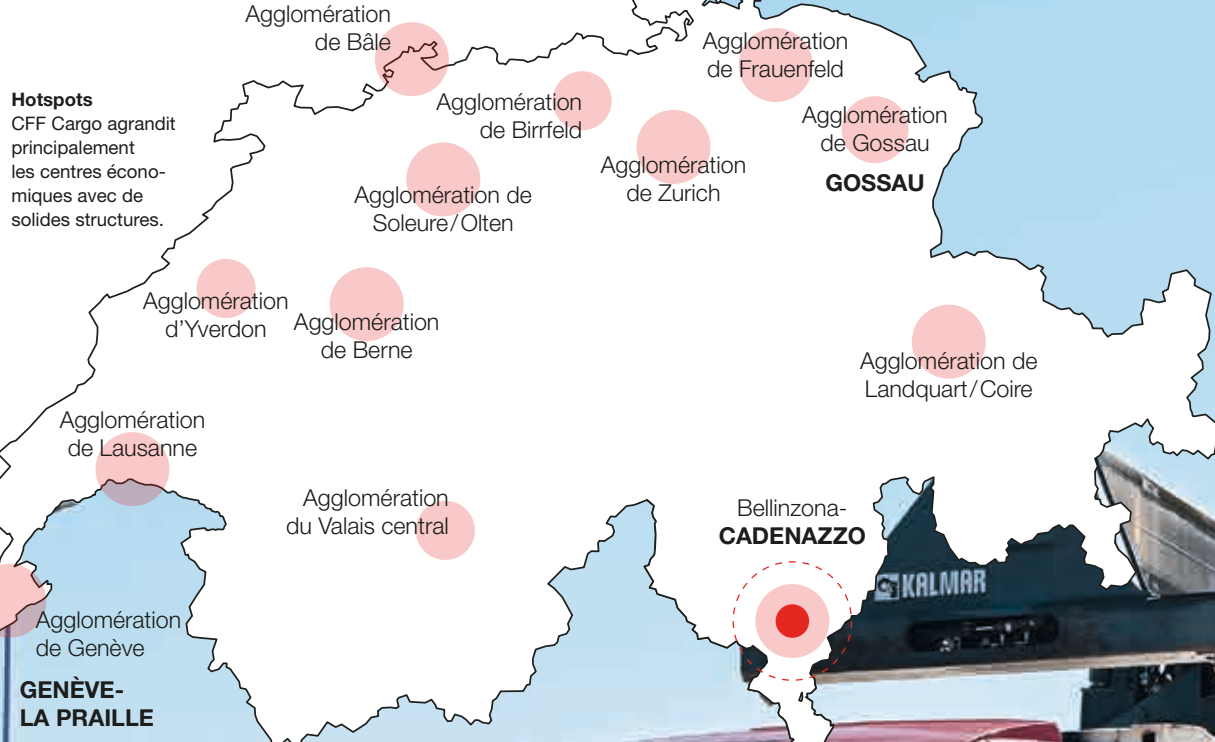 Agglomération
de Bâle
Agglomération
de Frauenfeld
Hotspots
CFF Cargo agrandit
principalement
les centres écono-
miques avec de
solides structures.
Agglomération
de Birrfeld
Agglomération
de Gossau
GOSSAU
Agglomération
de Zurich
Agglomération de
Soleure/Olten
Agglomération
d'Yverdon
Agglomération
de Berne
Agglomération de
Landquart/Coire
Agglomération
de Lausanne
Agglomération
du Valais central
Bellinzona-
CADENAZZO
KALMAR
Agglomération
de Genève
GENÈVE-
LA PRAILLE